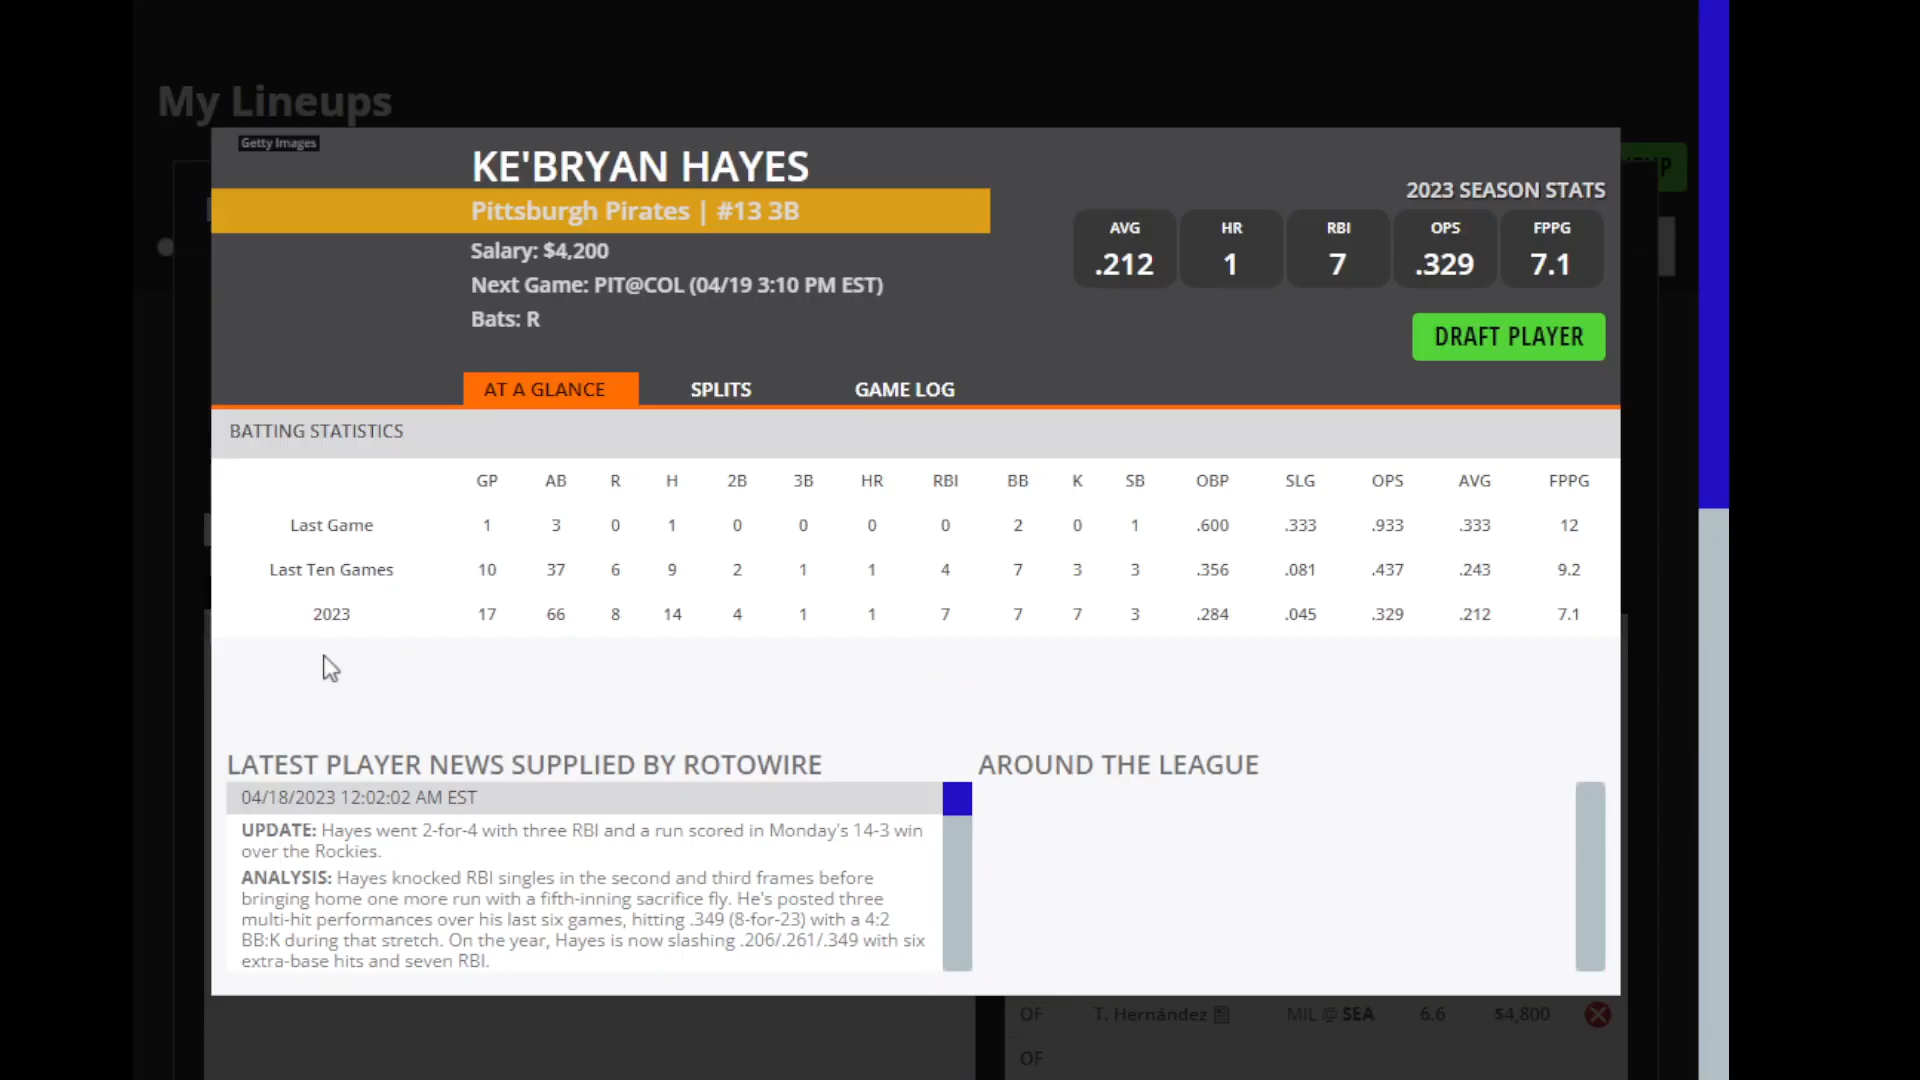 My Lineups
Getty Images
KE'BRYAN HAYES
Pittsburgh Pirates | #13 3B
Salary: $4,200
Next Game: PIT@COL (04/19 3:10 PM EST)
Bats: R
2023 SEASON STATS
AVG HR RBI OPS FPPG
.212 1 7 .329 7.1
DRAFT PLAYER
AT A GLANCE SPLITS GAME LOG
BATTING STATISTICS
GP AB R H 2B 3B HR RBI BB K SB OBP SLG OPS AVG FPPG
Last Game 1 3 0 1 0 0 0 0 2 0 1 .600 .333 .933 .333 12
Last Ten Games 10 37 6 9 2 1 1 4 7 3 3 .356 .081 .437 .243 9.2
2023 17 66 8 14 4 1 1 7 7 7 3 .284 .045 .329 .212 7.1
LATEST PLAYER NEWS SUPPLIED BY ROTOWIRE
04/18/2023 12:02:02 AM EST
UPDATE: Hayes went 2-for-4 with three RBI and a run scored in Monday's 14-3 win
over the Rockies.
ANALYSIS: Hayes knocked RBI singles in the second and third frames before
bringing home one more run with a fifth-inning sacrifice fly. He's posted three
multi-hit performances over his last six games, hitting .349 (8-for-23) with a 4:2
BB:K during that stretch. On the year, Hayes is now slashing .206/.261/.349 with six
extra-base hits and seven RBI.
AROUND THE LEAGUE
OF T. Hernández MIL @ SEA 6.6 $4,800
OF